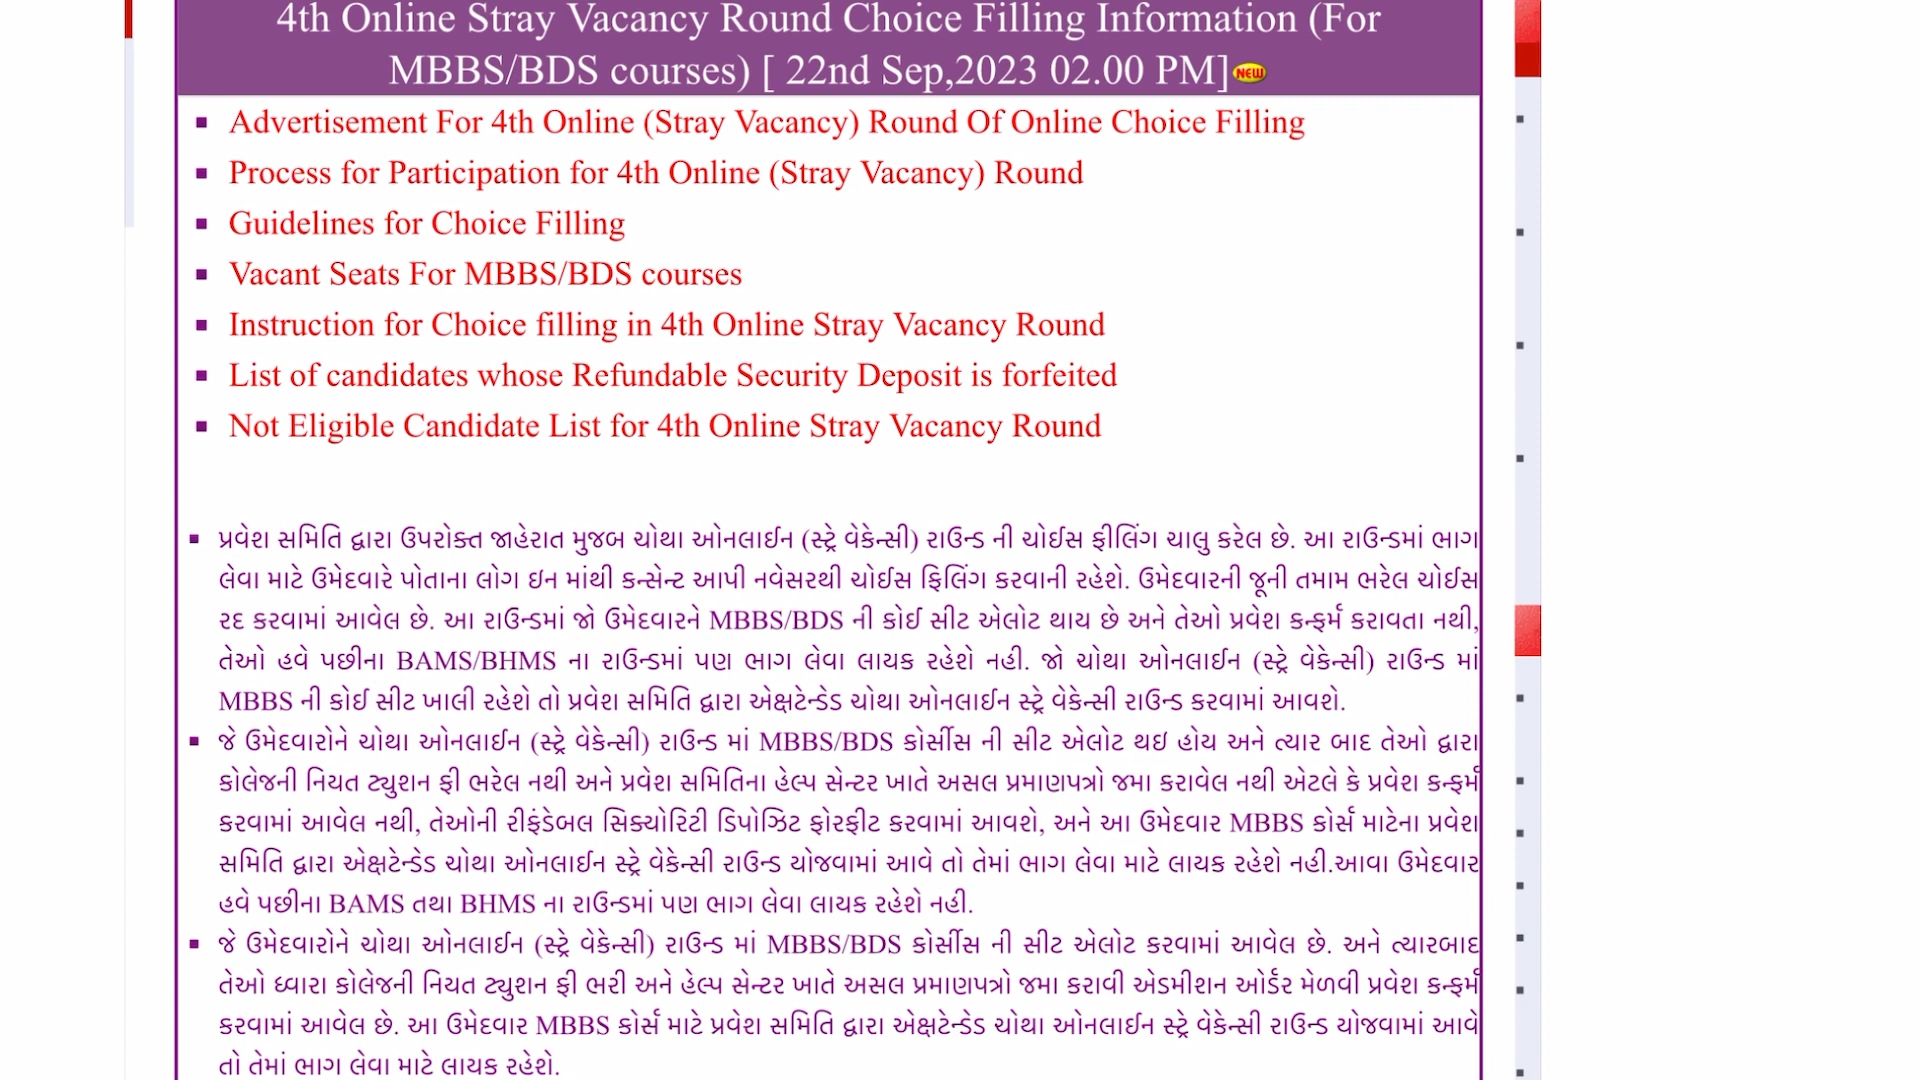 4th Online Stray Vacancy Round Choice Filling Information (For
MBBS/BDS courses) [ 22nd Sep,2023 02.00 PM] NEW
Advertisement For 4th Online (Stray Vacancy) Round Of Online Choice Filling
Process for Participation for 4th Online (Stray Vacancy) Round
Guidelines for Choice Filling
Vacant Seats For MBBS/BDS courses
Instruction for Choice filling in 4th Online Stray Vacancy Round
List of candidates whose Refundable Security Deposit is forfeited
Not Eligible Candidate List for 4th Online Stray Vacancy Round
પ્રવેશ સમિતિ દ્વારા ઉપરોક્ત જાહેરાત મુજબ ચોથા ઓનલાઈન (સ્ટ્રે વેકેન્સી) રાઉન્ડ ની ચોઈસ ફીલિંગ ચાલુ કરેલ છે. આ રાઉન્ડમાં ભાગ
લેવા માટે ઉમેદવારે પોતાના લોગ ઇન માંથી કન્સેન્ટ આપી નવેસરથી ચોઈસ ફિલિંગ કરવાની રહેશે. ઉમેદવારની જૂની તમામ ભરેલ ચોઈસ
રદ કરવામાં આવેલ છે. આ રાઉન્ડમાં જો ઉમેદવારને MBBS/BDS ની કોઈ સીટ એલોટ થાય છે અને તેઓ પ્રવેશ કન્ફર્મ કરાવતા નથી,
તેઓ હવે પછીના BAMS/BHMS ના રાઉન્ડમાં પણ ભાગ લેવા લાયક રહેશે નહી. જો ચોથા ઓનલાઈન (સ્ટ્રે વેકેન્સી) રાઉન્ડ માં
MBBS ની કોઈ સીટ ખાલી રહેશે તો પ્રવેશ સમિતિ દ્વારા એક્ષટેન્ડેડ ચોથા ઓનલાઈન સ્ટ્રે વેકેન્સી રાઉન્ડ કરવામાં આવશે.
જે ઉમેદવારોને ચોથા ઓનલાઈન (સ્ટ્રે વેકેન્સી) રાઉન્ડ માં MBBS/BDS કોર્સીસ ની સીટ એલોટ થઇ હોય અને ત્યાર બાદ તેઓ દ્વારા
કોલેજની નિયત ટ્યુશન ફી ભરેલ નથી અને પ્રવેશ સમિતિના હેલ્પ સેન્ટર ખાતે અસલ પ્રમાણપત્રો જમા કરાવેલ નથી એટલે કે પ્રવેશ કન્ફર્મ
કરવામાં આવેલ નથી, તેઓની રીફંડેબલ સિક્યોરિટી ડિપોઝિટ ફોરફીટ કરવામાં આવશે, અને આ ઉમેદવાર MBBS કોર્સ માટેના પ્રવેશ
સમિતિ દ્વારા એક્ષટેન્ડેડ ચોથા ઓનલાઈન સ્ટ્રે વેકેન્સી રાઉન્ડ યોજવામાં આવે તો તેમાં ભાગ લેવા માટે લાયક રહેશે નહી.આવા ઉમેદવાર
હવે પછીના BAMS તથા BHMS ના રાઉન્ડમાં પણ ભાગ લેવા લાયક રહેશે નહી.
જે ઉમેદવારોને ચોથા ઓનલાઈન (સ્ટ્રે વેકેન્સી) રાઉન્ડ માં MBBS/BDS કોર્સીસ ની સીટ એલોટ કરવામાં આવેલ છે. અને ત્યારબાદ
તેઓ ધ્વારા કોલેજની નિયત ટ્યુશન ફી ભરી અને હેલ્પ સેન્ટર ખાતે અસલ પ્રમાણપત્રો જમા કરાવી એડમીશન ઓર્ડર મેળવી પ્રવેશ કન્ફર્મ
કરવામાં આવેલ છે. આ ઉમેદવાર MBBS કોર્સ માટે પ્રવેશ સમિતિ દ્વારા એક્ષટેન્ડેડ ચોથા ઓનલાઈન સ્ટ્રે વેકેન્સી રાઉન્ડ યોજવામાં આવે
તો તેમાં ભાગ લેવા માટે લાયક રહેશે.